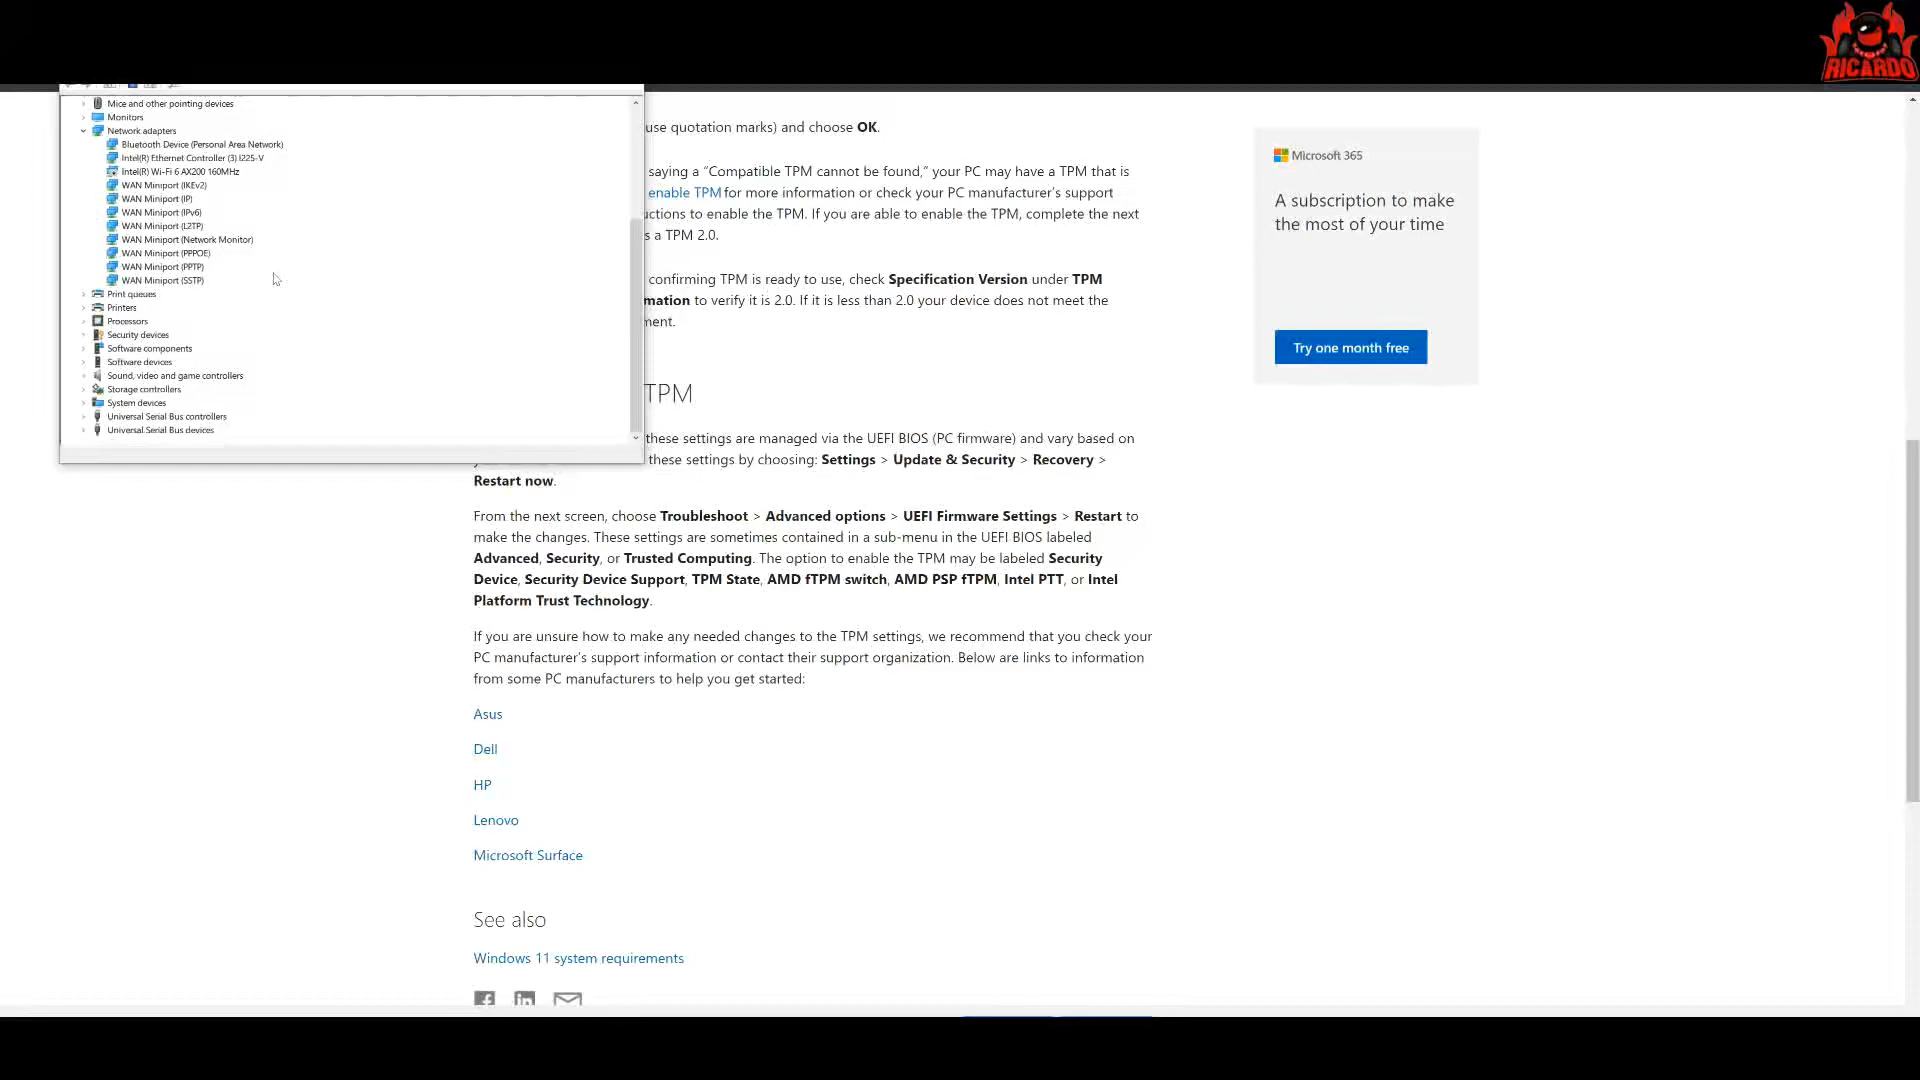 RICARDO
Mice and other pointing devices
Monitors
Network adapters
Bluetooth Device (Personal Area Network)
Intel(R) Ethernet Controller (3) I225-V
Intel(R) Wi-Fi 6 AX200 160MHz
WAN Miniport (IKEv2)
WAN Miniport (IP)
WAN Miniport (IPv6)
WAN Miniport (L2TP)
WAN Miniport (Network Monitor)
WAN Miniport (PPPOE)
WAN Miniport (PPTP)
WAN Miniport (SSTP)
Print queues
Printers
Processors
Security devices
Software components
Software devices
Sound, video and game controllers
Storage controllers
System devices
Universal Serial Bus controllers
Universal Serial Bus devices
use quotation marks) and choose OK.
saying a “Compatible TPM cannot be found,” your PC may have a TPM that is
enable TPM for more information or check your PC manufacturer’s support
uctions to enable the TPM. If you are able to enable the TPM, complete the next
s a TPM 2.0.
confirming TPM is ready to use, check Specification Version under TPM
mation to verify it is 2.0. If it is less than 2.0 your device does not meet the
ment.
TPM
these settings are managed via the UEFI BIOS (PC firmware) and vary based on
these settings by choosing: Settings > Update & Security > Recovery >
Restart now.
From the next screen, choose Troubleshoot > Advanced options > UEFI Firmware Settings > Restart to
make the changes. These settings are sometimes contained in a sub-menu in the UEFI BIOS labeled
Advanced, Security, or Trusted Computing. The option to enable the TPM may be labeled Security
Device, Security Device Support, TPM State, AMD fTPM switch, AMD PSP fTPM, Intel PTT, or Intel
Platform Trust Technology.
If you are unsure how to make any needed changes to the TPM settings, we recommend that you check your
PC manufacturer’s support information or contact their support organization. Below are links to information
from some PC manufacturers to help you get started:
Asus
Dell
HP
Lenovo
Microsoft Surface
See also
Windows 11 system requirements
Microsoft 365
A subscription to make
the most of your time
Try one month free